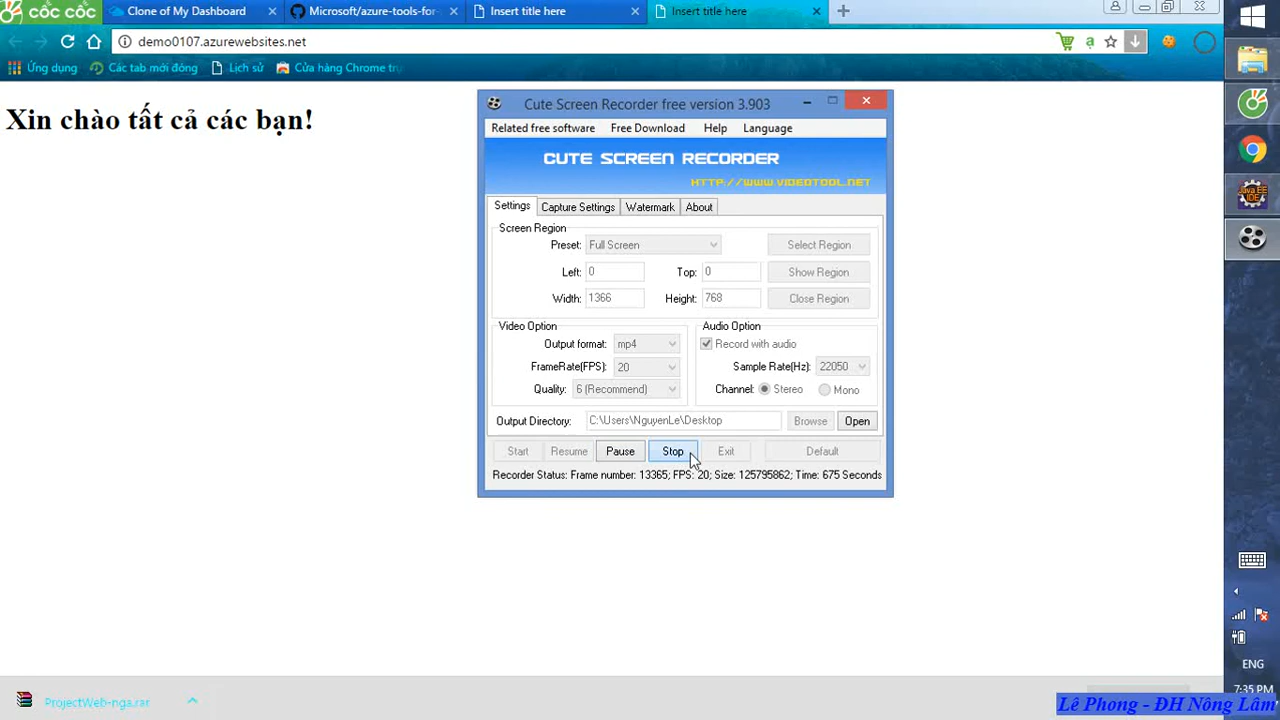 cốc cốc
Clone of My Dashboard
Microsoft/azure-tools-for-
Insert title here
Insert title here
demo0107.azurewebsites.net
Ứng dụng
Các tab mới đóng
Lịch sử
Cửa hàng Chrome trự
Xin chào tất cả các bạn!
Cute Screen Recorder free version 3.903
Related free software Free Download Help Language
CUTE SCREEN RECORDER
HTTP://WWW.VIDEOTOOL.NET
Settings Capture Settings Watermark About
Screen Region
Preset: Full Screen Select Region
Left: 0 Top: 0 Show Region
Width: 1366 Height: 768 Close Region
Video Option Audio Option
Output format: mp4 Record with audio
FrameRate(FPS): 20 Sample Rate(Hz): 22050
Quality: 6 (Recommend) Channel: Stereo Mono
Output Directory: C:\Users\NguyenLe\Desktop Browse Open
Start Resume Pause Stop Exit Default
Recorder Status: Frame number: 13365; FPS: 20; Size: 125795862; Time: 675 Seconds
Java EE
IDE
ENG
7:35 PM
ProjectWeb-nga.rar
Lê Phong - ĐH Nông Lâm